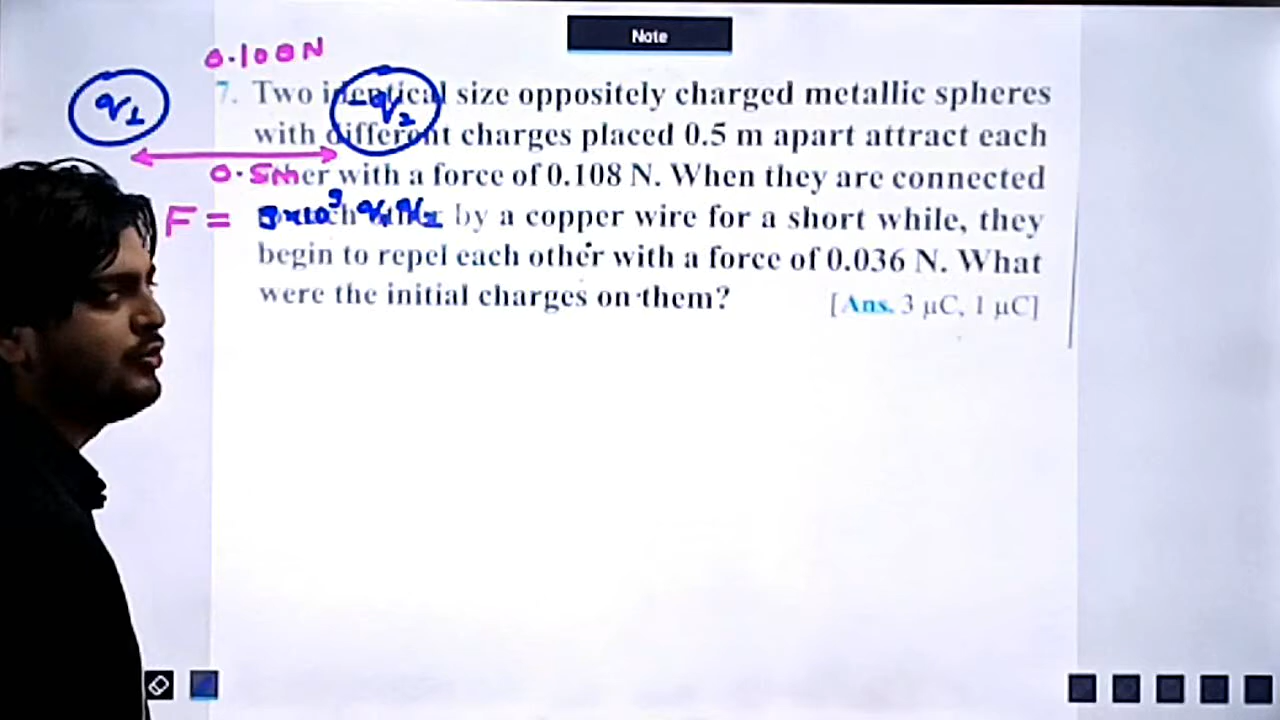 Note
0.108N
q1
-q2
7. Two identical size oppositely charged metallic spheres
with different charges placed 0.5 m apart attract each
0.5m
other with a force of 0.108 N. When they are connected
F = 9×10⁹ q1q2
by a copper wire for a short while, they
begin to repel each other with a force of 0.036 N. What
were the initial charges on them? [Ans. 3 μC, 1 μC]